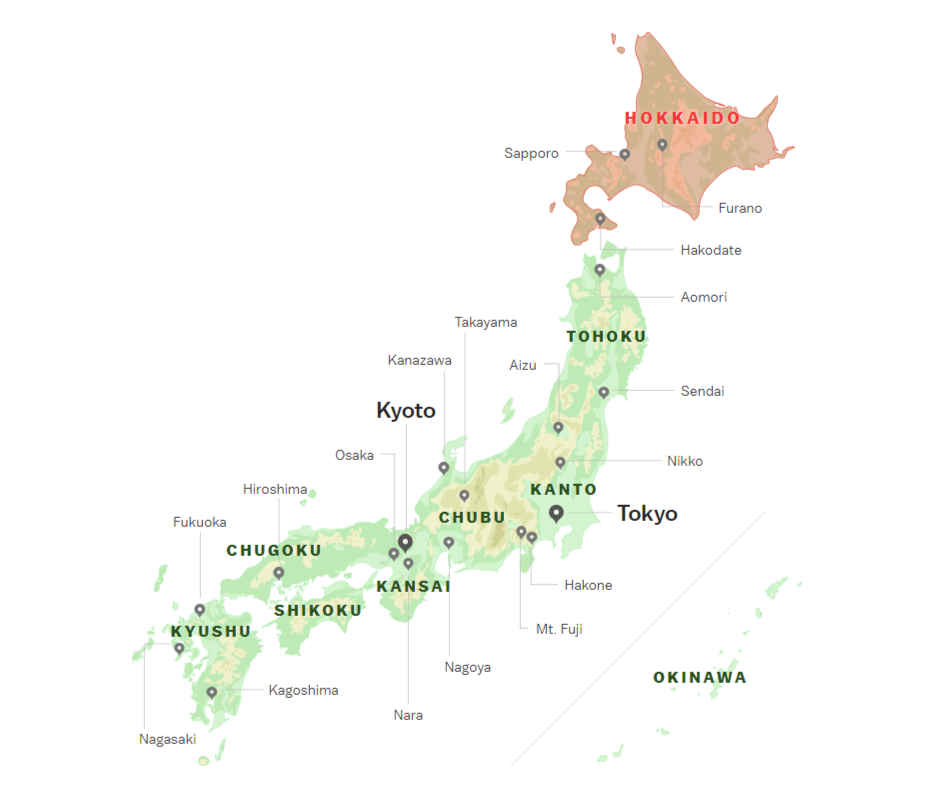 HOKKAIDO
Sapporo
Furano
Hakodate
Aomori
Takayama
TOHOKU
Kanazawa
Aizu
Sendai
Kyoto
Osaka
Nikko
Hiroshima
KANTO
Tokyo
CHUBU
Fukuoka
CHUGOKU
KANSAI
Hakone
SHIKOKU
Mt. Fuji
KYUSHU
Nagoya
OKINAWA
Kagoshima
Nara
Nagasaki